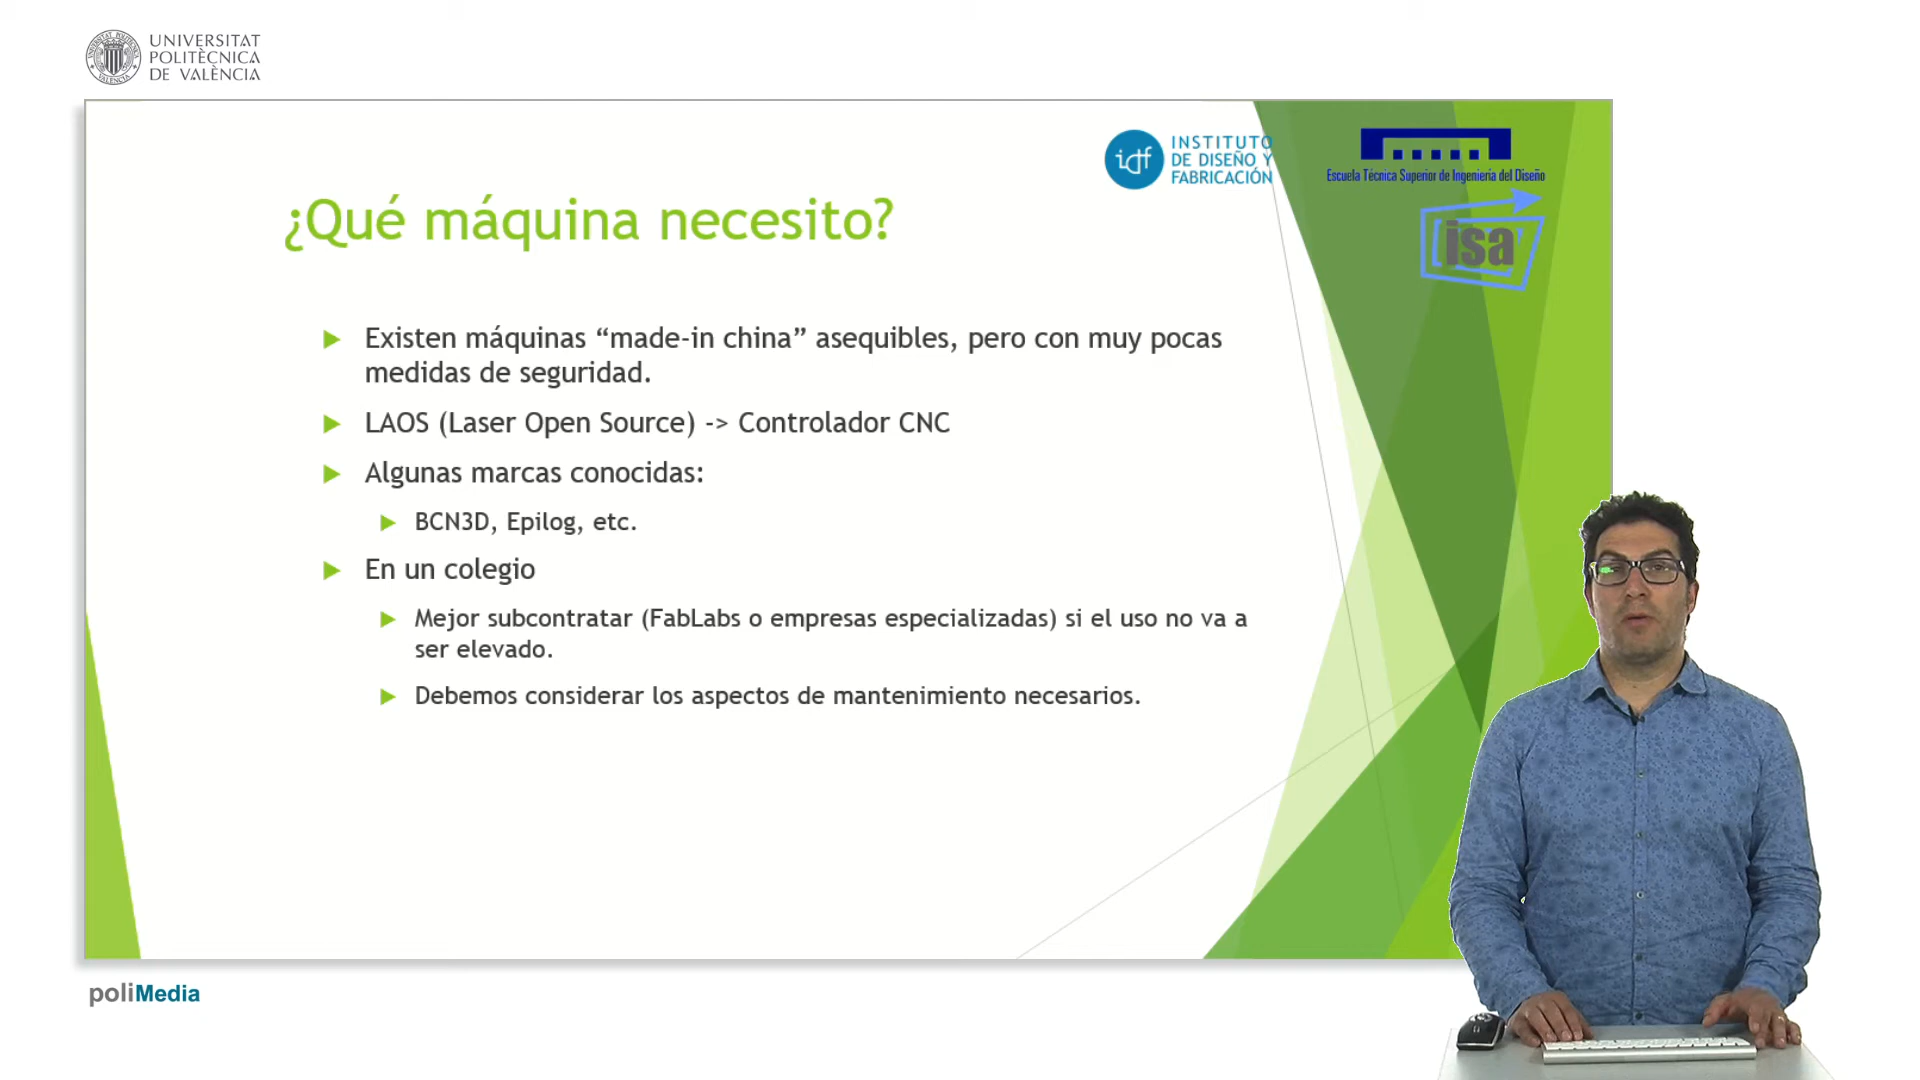 UNIVERSITAT
POLITÈCNICA
DE VALÈNCIA
idf
INSTITUTO
DE DISEÑO Y
FABRICACIÓN
Escuela Técnica Superior de Ingeniería del Diseño
isa
¿Qué máquina necesito?
Existen máquinas “made-in china” asequibles, pero con muy pocas
medidas de seguridad.
LAOS (Laser Open Source) -> Controlador CNC
Algunas marcas conocidas:
BCN3D, Epilog, etc.
En un colegio
Mejor subcontratar (FabLabs o empresas especializadas) si el uso no va a
ser elevado.
Debemos considerar los aspectos de mantenimiento necesarios.
poliMedia